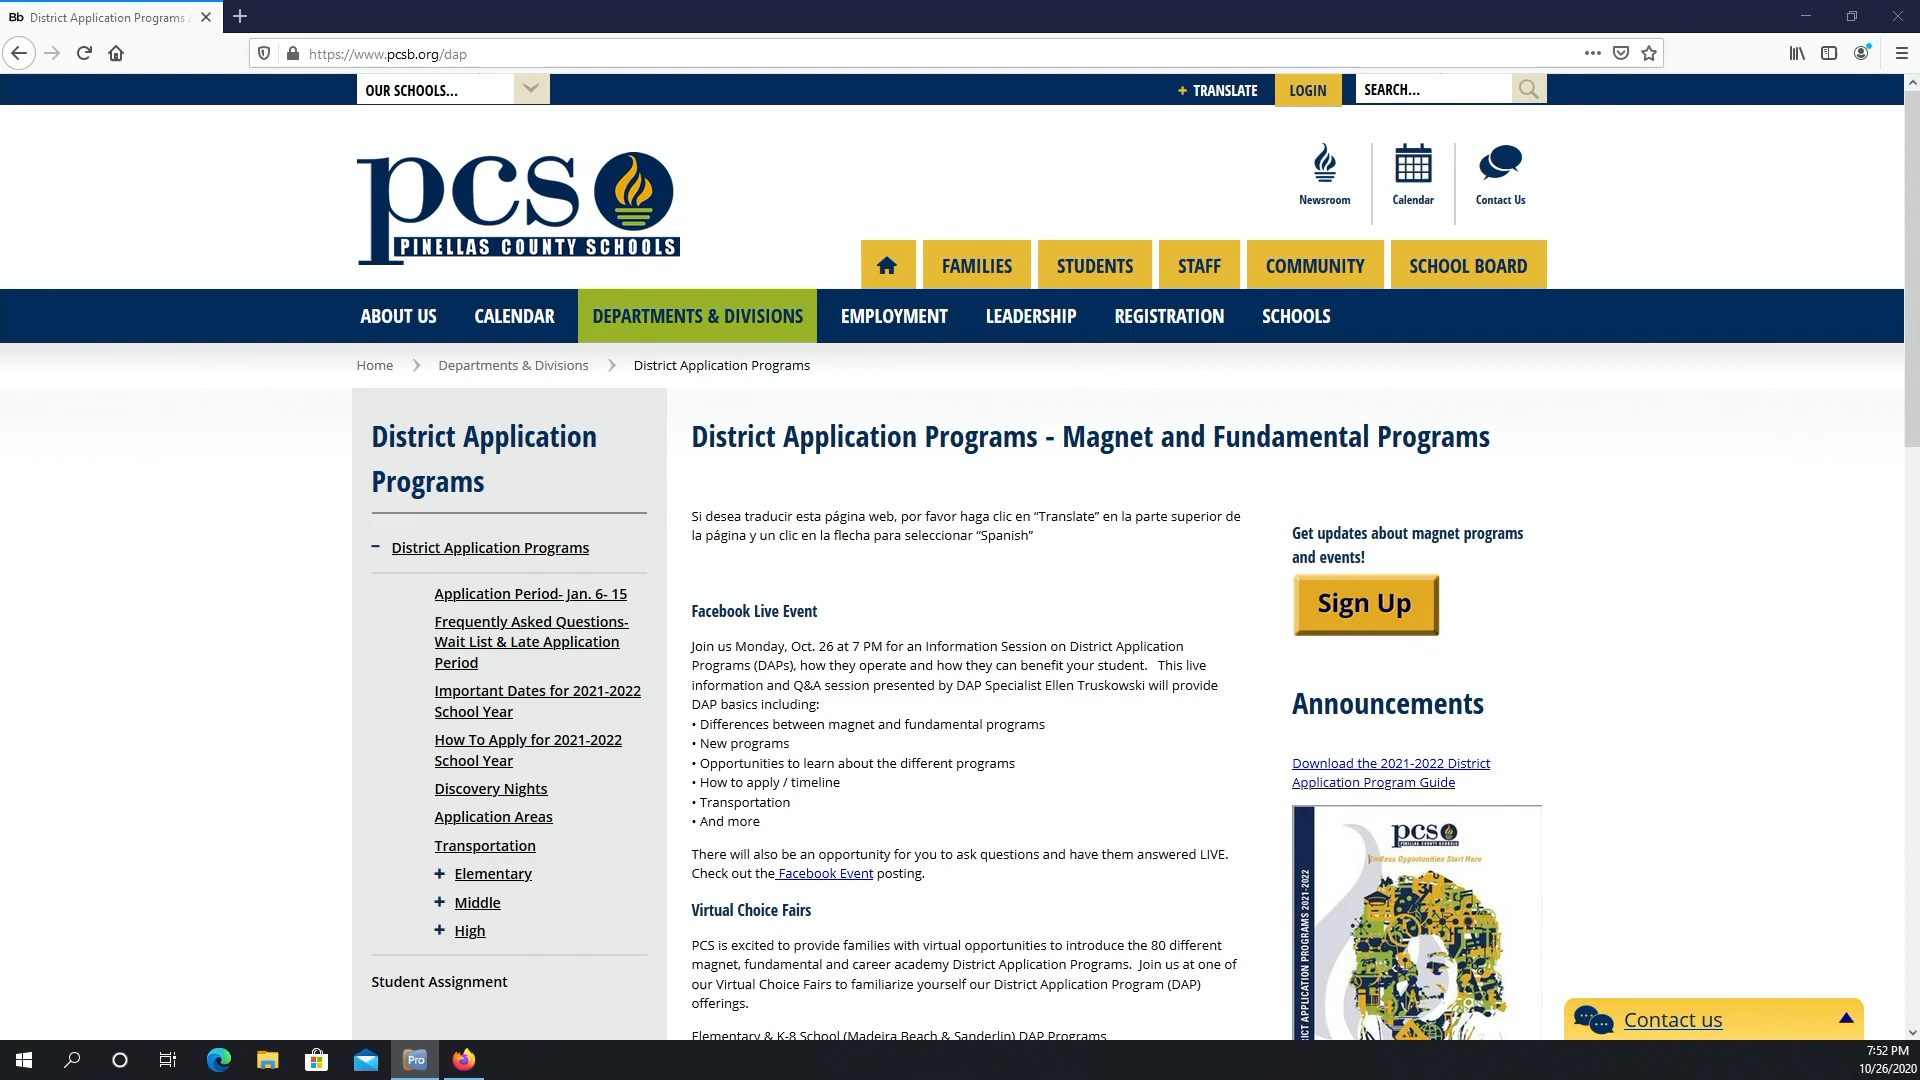 Bb District Application Programs
https://www.pcsb.org/dap
OUR SCHOOLS...
+ TRANSLATE
LOGIN
SEARCH...
pcs
PINELLAS COUNTY SCHOOLS
Newsroom
Calendar
Contact Us
FAMILIES
STUDENTS
STAFF
COMMUNITY
SCHOOL BOARD
ABOUT US
CALENDAR
DEPARTMENTS & DIVISIONS
EMPLOYMENT
LEADERSHIP
REGISTRATION
SCHOOLS
Home
Departments & Divisions
District Application Programs
District Application
Programs
District Application Programs
Application Period- Jan. 6- 15
Frequently Asked Questions-
Wait List & Late Application
Period
Important Dates for 2021-2022
School Year
How To Apply for 2021-2022
School Year
Discovery Nights
Application Areas
Transportation
Elementary
Middle
High
Student Assignment
District Application Programs - Magnet and Fundamental Programs
Si desea traducir esta página web, por favor haga clic en “Translate” en la parte superior de
la página y un clic en la flecha para seleccionar “Spanish”
Facebook Live Event
Join us Monday, Oct. 26 at 7 PM for an Information Session on District Application
Programs (DAPs), how they operate and how they can benefit your student. This live
information and Q&A session presented by DAP Specialist Ellen Truskowski will provide
DAP basics including:
• Differences between magnet and fundamental programs
• New programs
• Opportunities to learn about the different programs
• How to apply / timeline
• Transportation
• And more
There will also be an opportunity for you to ask questions and have them answered LIVE.
Check out the Facebook Event posting.
Virtual Choice Fairs
PCS is excited to provide families with virtual opportunities to introduce the 80 different
magnet, fundamental and career academy District Application Programs. Join us at one of
our Virtual Choice Fairs to familiarize yourself our District Application Program (DAP)
offerings.
Elementary & K-8 School (Madeira Beach & Sanderlin) DAP Programs
Get updates about magnet programs
and events!
Sign Up
Announcements
Download the 2021-2022 District
Application Program Guide
pcs
PINELLAS COUNTY SCHOOLS
Endless Opportunities Start Here
RICT APPLICATION PROGRAMS 2021-2022
Contact us
Pro
7:52 PM
10/26/2020